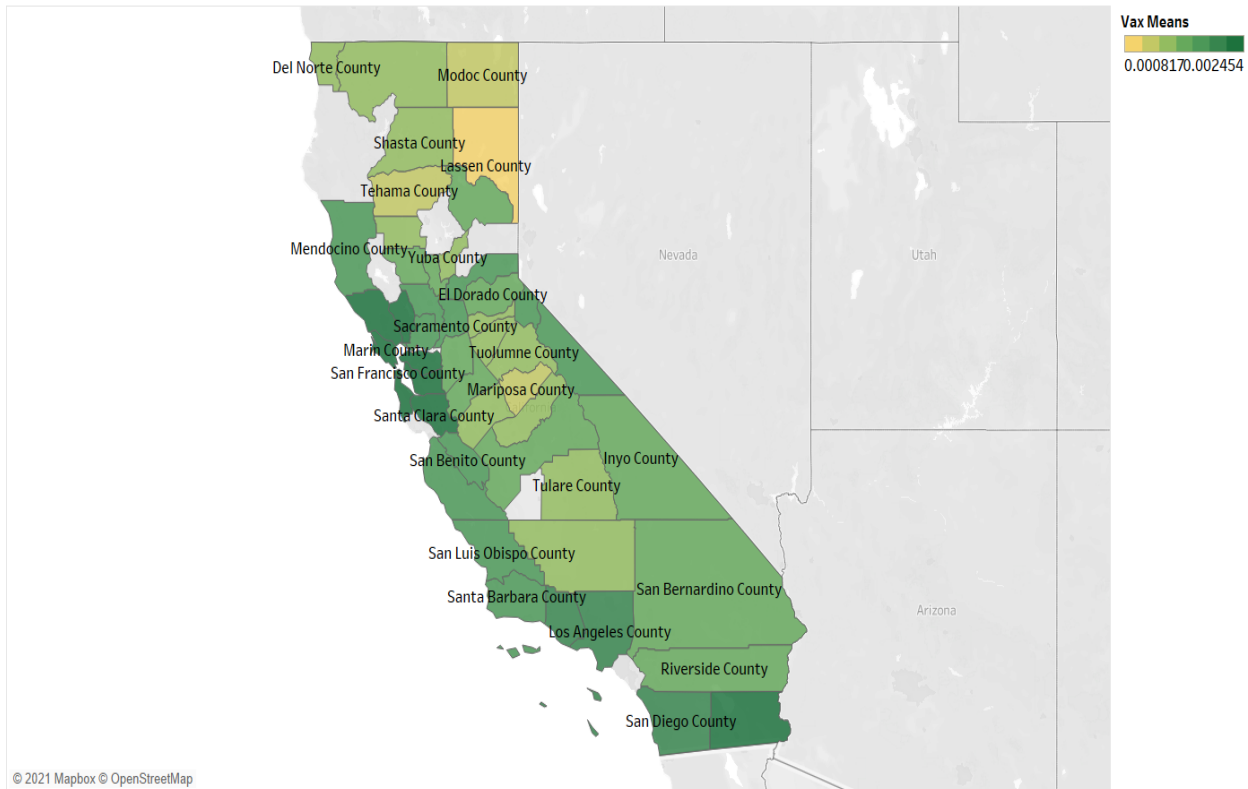 Vax Means
0.000817 0.002454
Del Norte County
Modoc County
Shasta County
Lassen County
Tehama County
Mendocino County
Yuba County
Nevada
Utah
El Dorado County
Sacramento County
Marin County
Tuolumne County
San Francisco County
Mariposa County
Santa Clara County
San Benito County
Inyo County
Tulare County
San Luis Obispo County
San Bernardino County
Santa Barbara County
Arizona
Los Angeles County
Riverside County
San Diego County
© 2021 Mapbox © OpenStreetMap